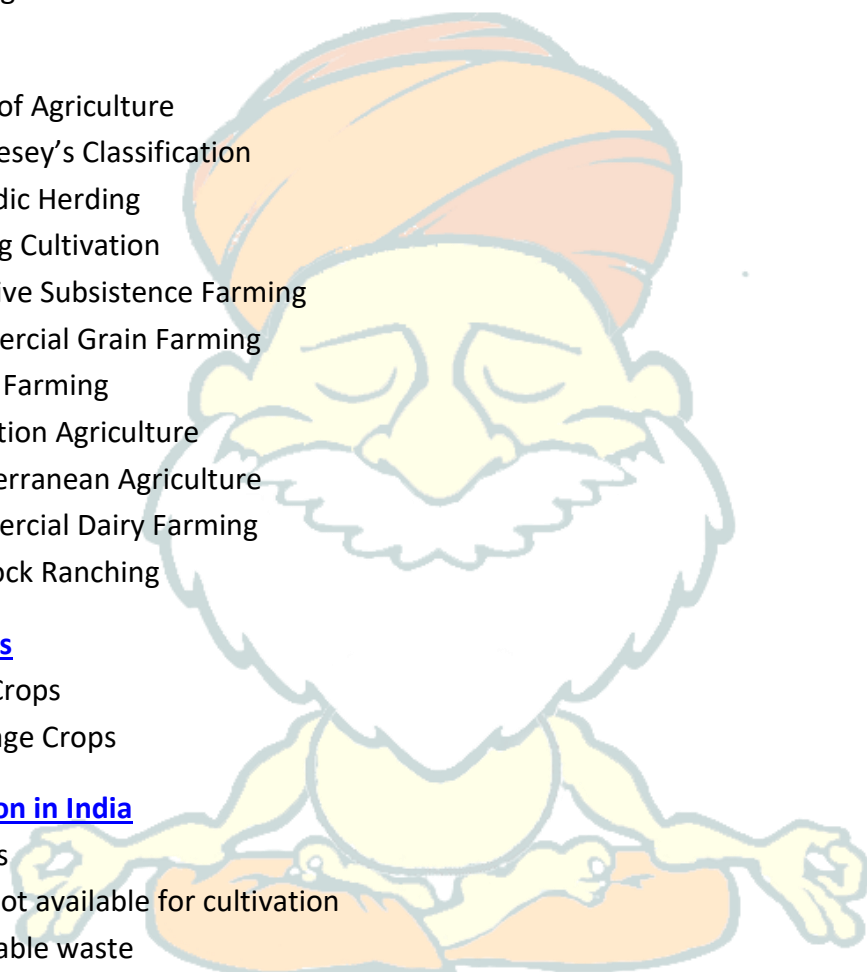 of Agriculture
esey’s Classification
dic Herding
g Cultivation
ive Subsistence Farming
ercial Grain Farming
Farming
tion Agriculture
erranean Agriculture
ercial Dairy Farming
ock Ranching
s
Crops
age Crops
on in India
s
ot available for cultivation
able waste